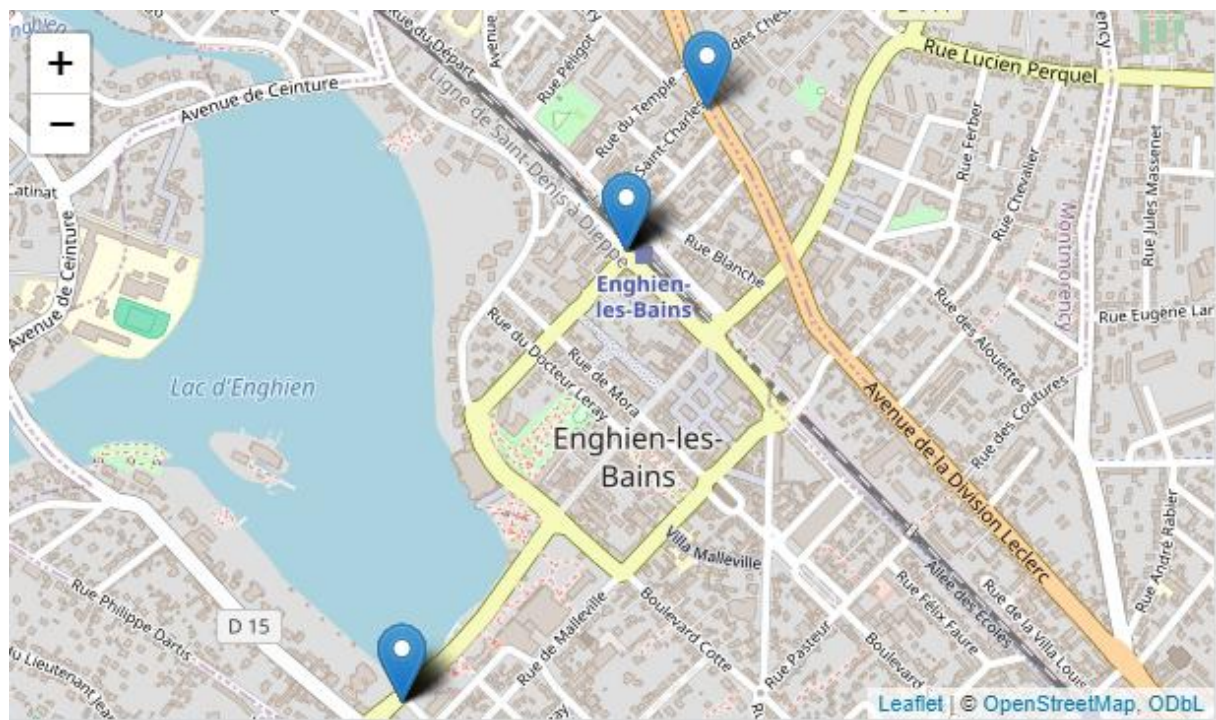 +
−
Enghien
Rue du Départ
Avenue
Rue Péligot
des Ches
Rue Lucien Perquel
Avenue de Ceinture
Ligne de Saint-Denis à Dieppe
Rue du Temple
Saint-Charles
Rue Ferber
Rue Chevalier
Rue Jules Massenet
Catinat
Avenue de Ceinture
Rue Blanche
Montmorency
Enghien-
les-Bains
Rue des Alouettes
Rue Eugène Lar
Rue du Docteur Leray
Rue de Mora
Lac d'Enghien
Avenue de la Division Leclerc
Rue des Coutures
Enghien-les-
Bains
Villa Malleville
Rue André Rabier
Rue Philippe Dartis
D 15
Rue de Malleville
Boulevard Cotte
Rue Pasteur
Boulevard
Rue Félix Faure
Allée des Écoles
Rue de la Villa Louis
du Lieutenant Jea
Leaflet | © OpenStreetMap, ODbL